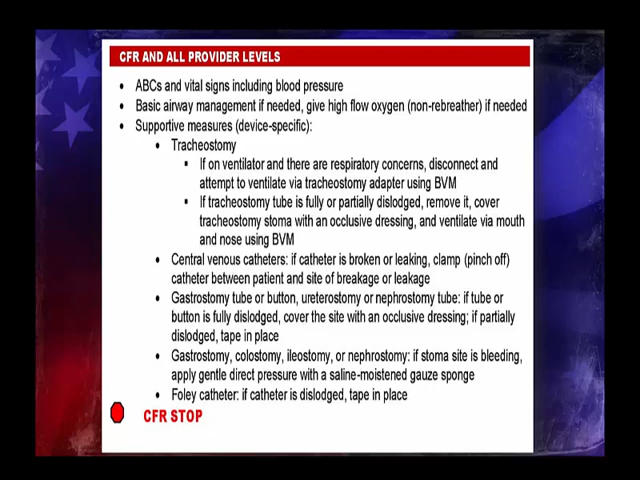 CFR AND ALL PROVIDER LEVELS
• ABCs and vital signs including blood pressure
• Basic airway management if needed, give high flow oxygen (non-rebreather) if needed
• Supportive measures (device-specific):
• Tracheostomy
▪ If on ventilator and there are respiratory concerns, disconnect and
attempt to ventilate via tracheostomy adapter using BVM
▪ If tracheostomy tube is fully or partially dislodged, remove it, cover
tracheostomy stoma with an occlusive dressing, and ventilate via mouth
and nose using BVM
• Central venous catheters: if catheter is broken or leaking, clamp (pinch off)
catheter between patient and site of breakage or leakage
• Gastrostomy tube or button, ureterostomy or nephrostomy tube: if tube or
button is fully dislodged, cover the site with an occlusive dressing; if partially
dislodged, tape in place
• Gastrostomy, colostomy, ileostomy, or nephrostomy: if stoma site is bleeding,
apply gentle direct pressure with a saline-moistened gauze sponge
• Foley catheter: if catheter is dislodged, tape in place
CFR STOP